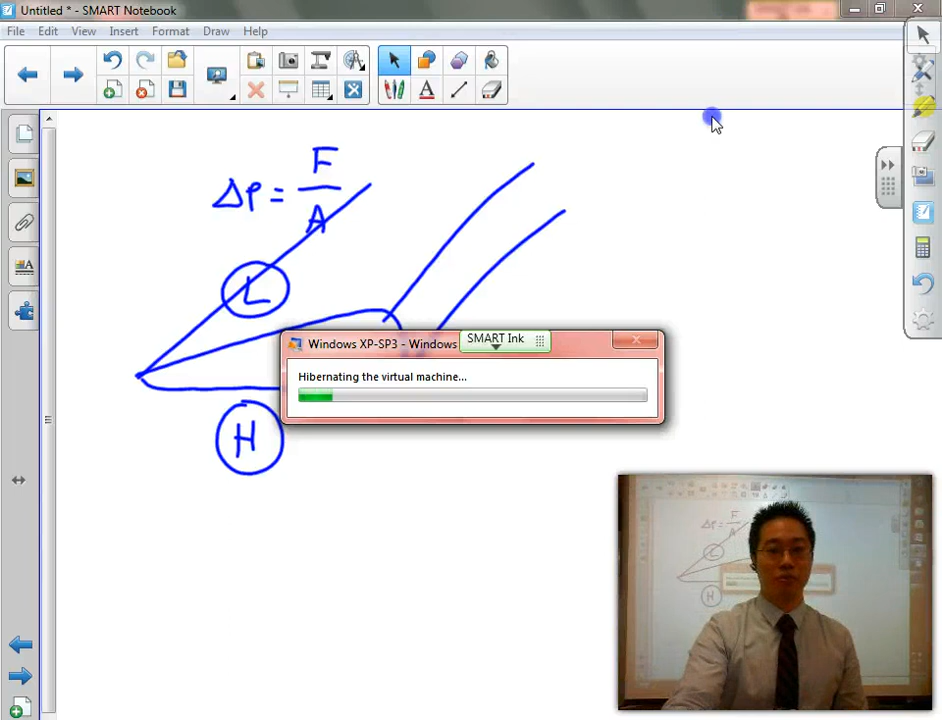 Untitled * - SMART Notebook
File Edit View Insert Format Draw Help
ΔP = F
A
L
Windows XP-SP3 - Windows
SMART Ink
Hibernating the virtual machine...
H